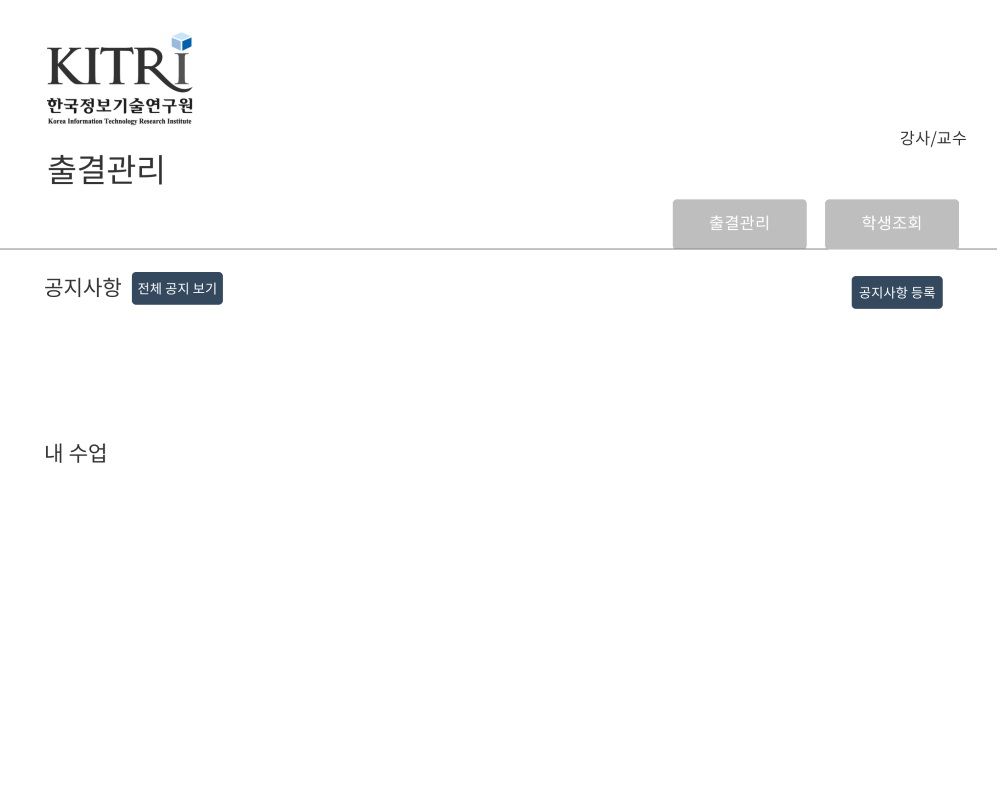 KITRI
한국정보기술연구원
Korea Information Technology Research Institute
강사/교수
출결관리
출결관리
학생조회
공지사항
전체 공지 보기
공지사항 등록
내 수업